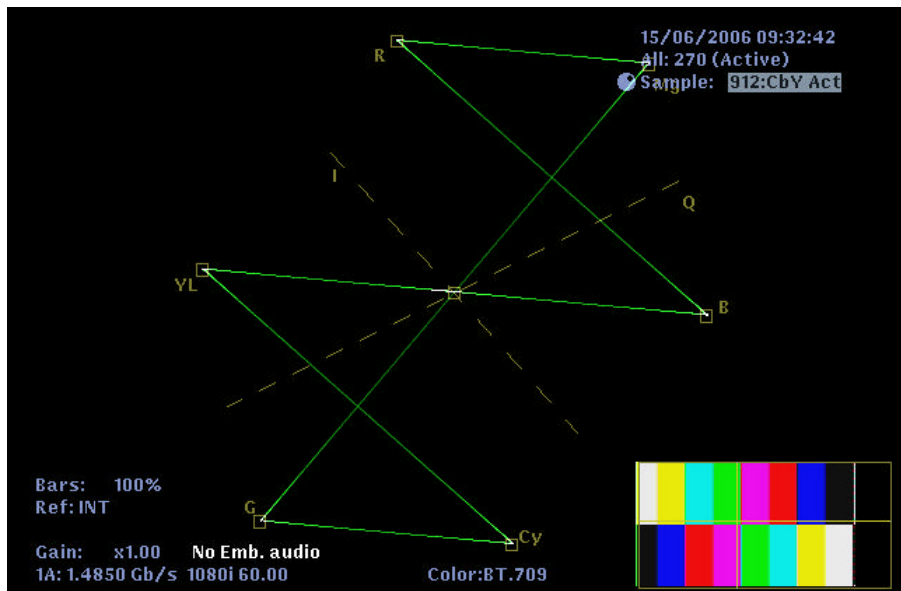 R
15/06/2006 09:32:42
All: 270 (Active)
Mg
Sample: 912:CbY Act
I
Q
YL
B
Bars: 100%
Ref: INT
G
Cy
Gain: x1.00 No Emb. audio
1A: 1.4850 Gb/s 1080i 60.00 Color:BT.709